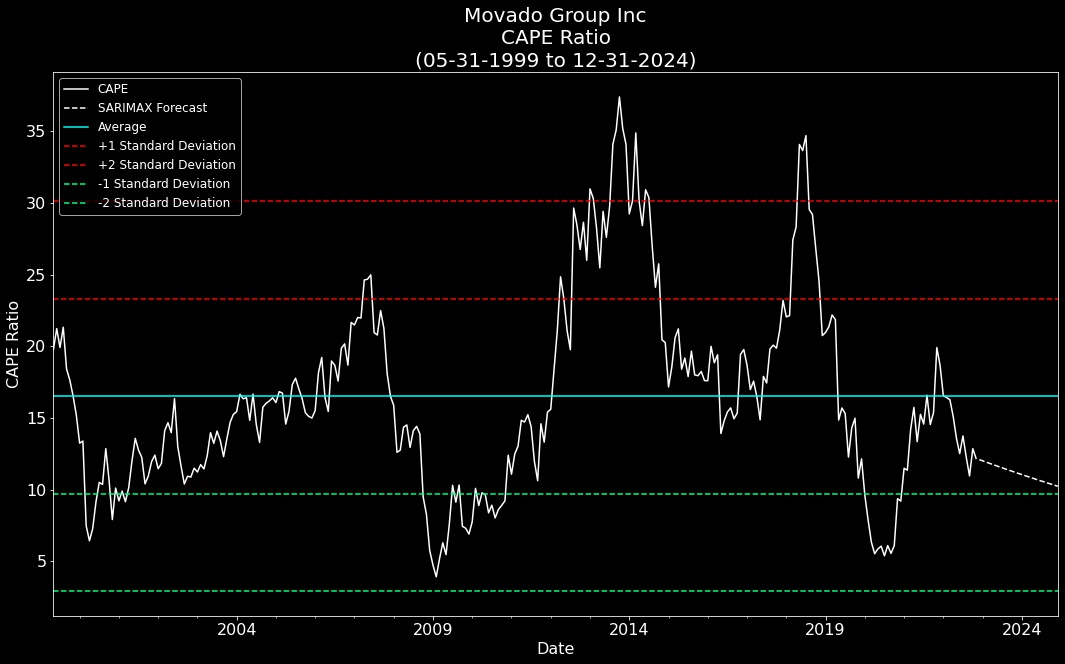 Movado Group Inc
CAPE Ratio
(05-31-1999 to 12-31-2024)
CAPE
SARIMAX Forecast
Average
+1 Standard Deviation
+2 Standard Deviation
-1 Standard Deviation
-2 Standard Deviation
35
30
25
20
15
10
5
CAPE Ratio
2004
2009
2014
2019
2024
Date